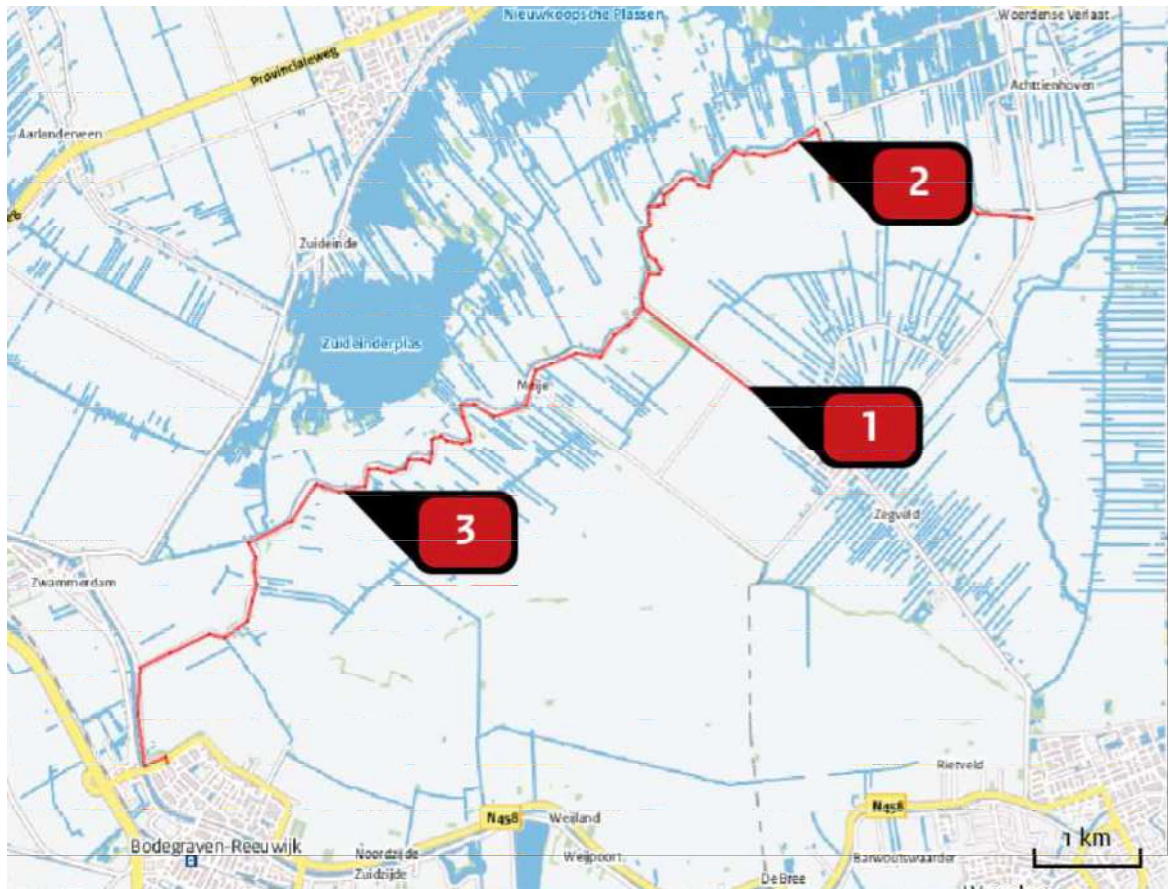 Nieuwkoopsche Plassen
Woerdense Verlaat
Provincialeweg
Achttienhoven
Aarlanderveen
2
Zuideinde
Zuideinderplas
Meije
1
Zegveld
3
Zwammerdam
Rietveld
N458
N458
Weiland
1 km
Bodegraven-Reeuwijk
Noordzijde
Zuidzijde
Weijpoort
Barwoutswaarder
De Bree